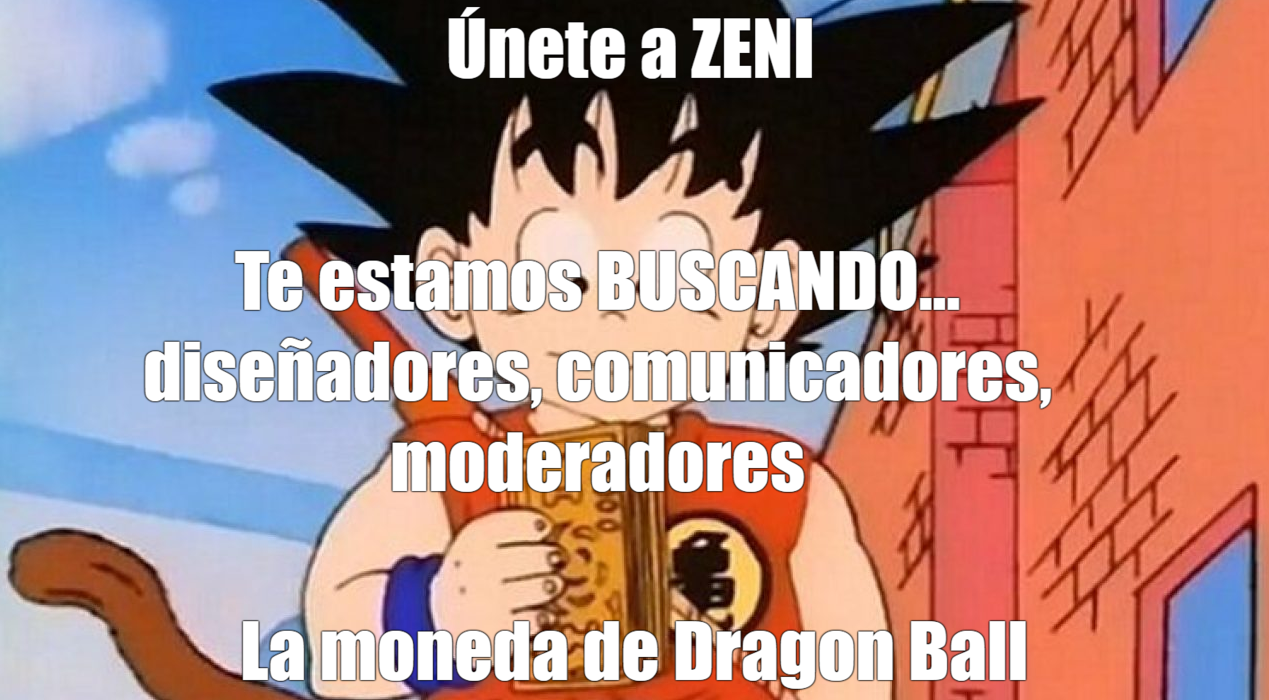 Únete a ZENI
Te estamos BUSCANDO...
diseñadores, comunicadores,
moderadores
La moneda de Dragon Ball